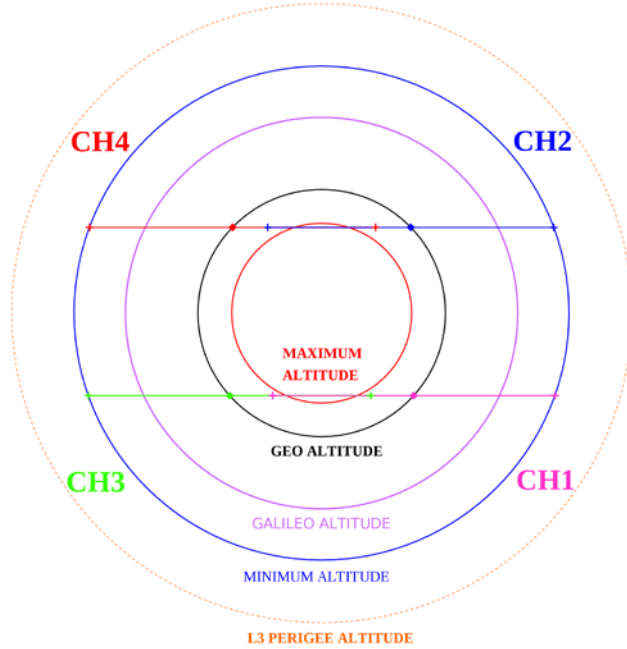 CH4
CH2
MAXIMUM
ALTITUDE
GEO ALTITUDE
CH3
CH1
GALILEO ALTITUDE
MINIMUM ALTITUDE
L3 PERIGEE ALTITUDE